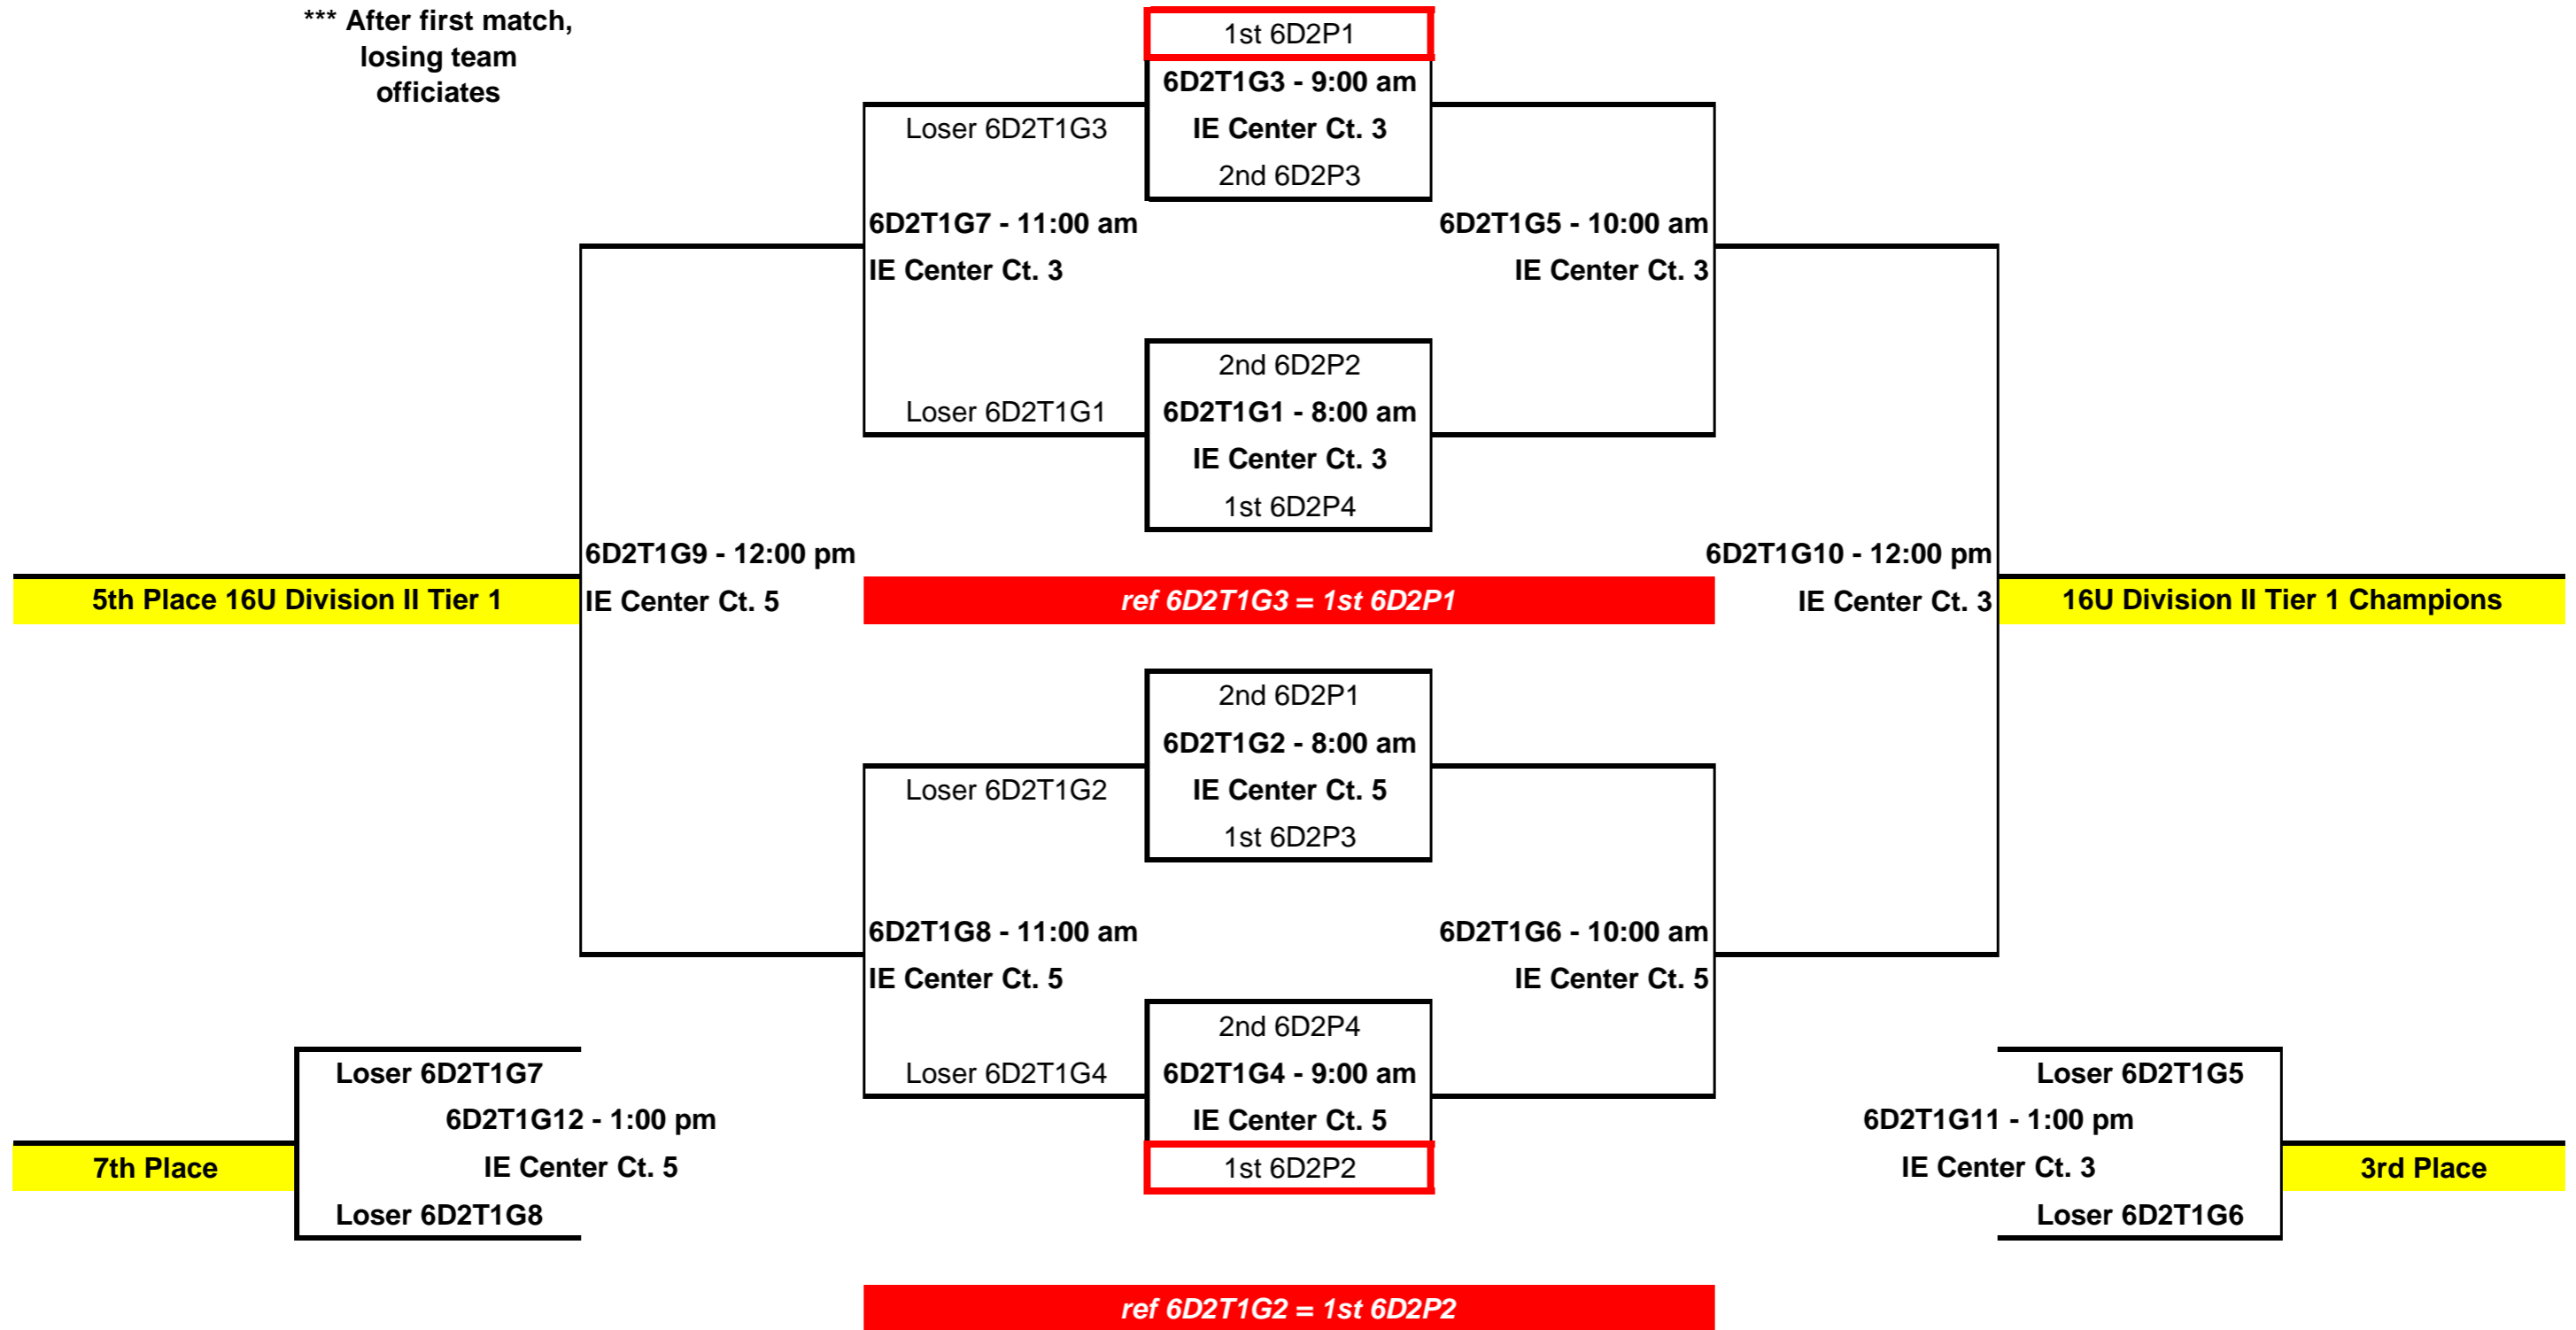 *** After first match,
losing team
officiates
1st 6D2P1
6D2T1G3 - 9:00 am
Loser 6D2T1G3
IE Center Ct. 3
2nd 6D2P3
6D2T1G7 - 11:00 am
6D2T1G5 - 10:00 am
IE Center Ct. 3
IE Center Ct. 3
2nd 6D2P2
Loser 6D2T1G1
6D2T1G1 - 8:00 am
IE Center Ct. 3
1st 6D2P4
6D2T1G9 - 12:00 pm
6D2T1G10 - 12:00 pm
5th Place 16U Division II Tier 1
IE Center Ct. 5
ref 6D2T1G3 = 1st 6D2P1
IE Center Ct. 3
16U Division II Tier 1 Champions
2nd 6D2P1
6D2T1G2 - 8:00 am
Loser 6D2T1G2
IE Center Ct. 5
1st 6D2P3
6D2T1G8 - 11:00 am
6D2T1G6 - 10:00 am
IE Center Ct. 5
IE Center Ct. 5
2nd 6D2P4
Loser 6D2T1G7
Loser 6D2T1G4
6D2T1G4 - 9:00 am
Loser 6D2T1G5
6D2T1G12 - 1:00 pm
IE Center Ct. 5
6D2T1G11 - 1:00 pm
7th Place
IE Center Ct. 5
1st 6D2P2
IE Center Ct. 3
3rd Place
Loser 6D2T1G8
Loser 6D2T1G6
ref 6D2T1G2 = 1st 6D2P2